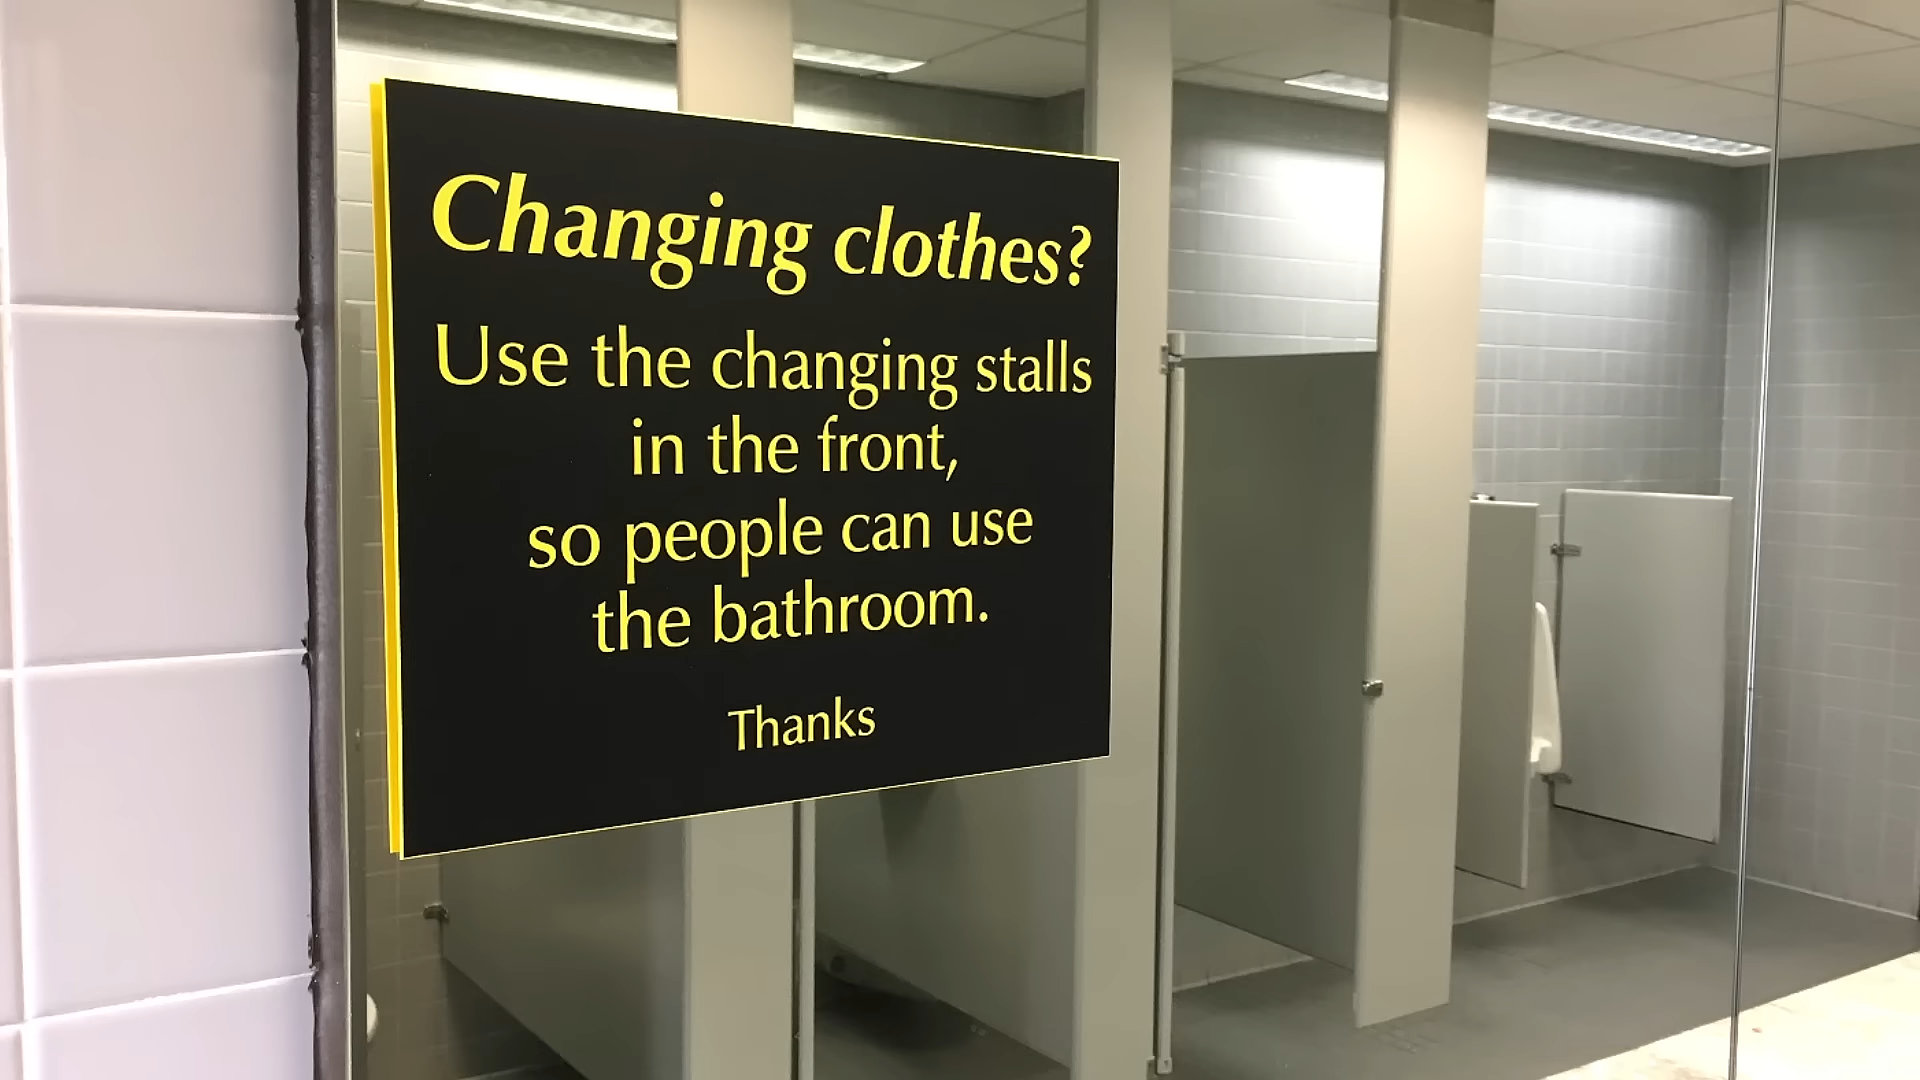 Changing clothes?
Use the changing stalls
in the front,
so people can use
the bathroom.
Thanks